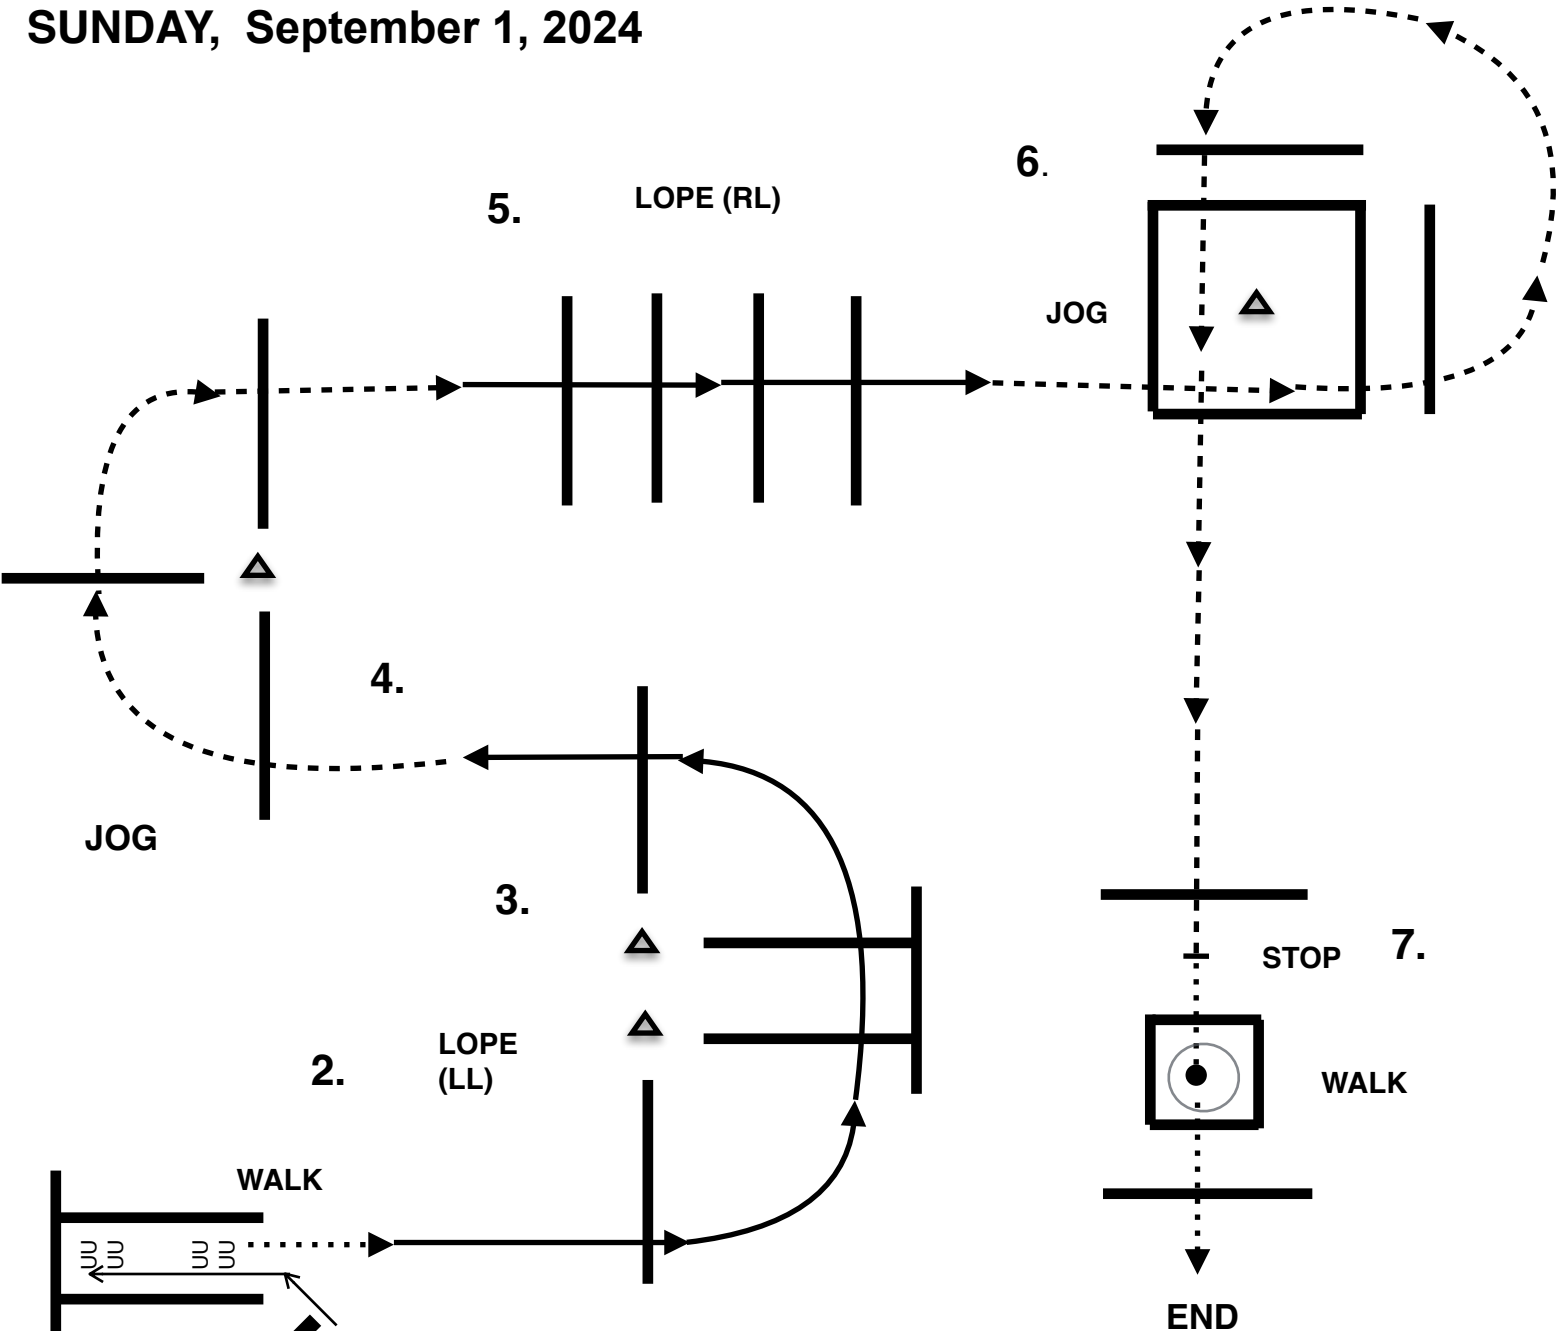 SUNDAY, September 1, 2024
6.
5.
LOPE (RL)
JOG
4.
JOG
3.
7.
STOP
LOPE
(LL)
2.
WALK
WALK
END